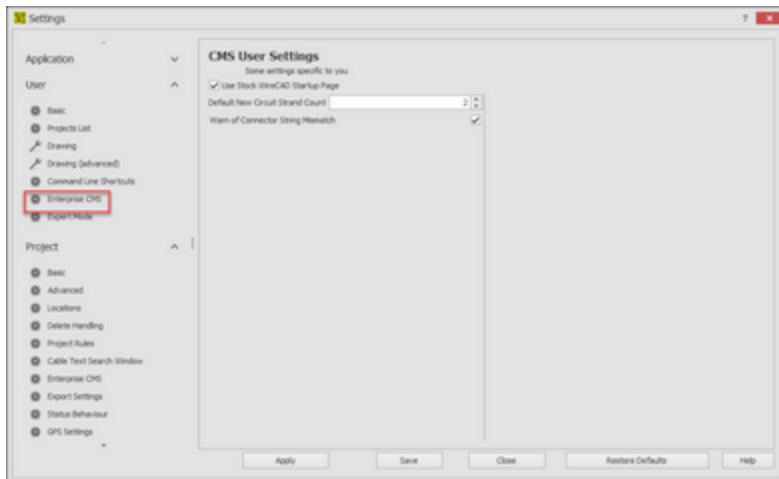 Settings
Application
User
Basic
Projects List
Drawing
Drawing (advanced)
Command Line Shortcuts
Enterprise CMS
Expert Mode
Project
Basic
Advanced
Locations
Delete Handling
Project Rules
Cable Text Search Window
Enterprise CMS
Export Settings
Status Behaviour
GPS Settings
CMS User Settings
Some settings specific to you
Use Stock WireCAD Startup Page
Default New Circuit Strand Count 2
Warn of Connector String Mismatch
Apply Save Close Restore Defaults Help